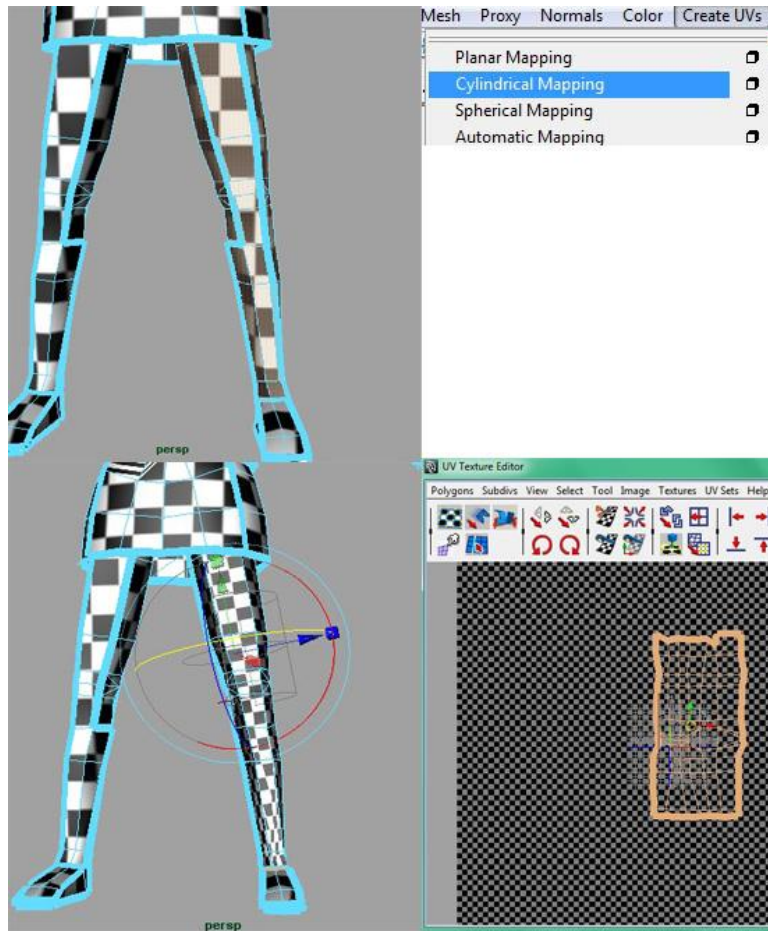 Mesh Proxy Normals Color Create UVs
Planar Mapping
Cylindrical Mapping
Spherical Mapping
Automatic Mapping
persp
UV Texture Editor
Polygons Subdivs View Select Tool Image Textures UV Sets Help
persp